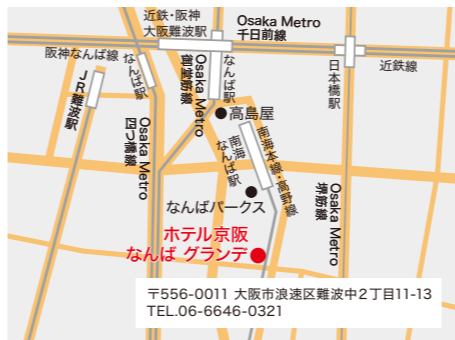 近鉄・阪神
大阪難波駅
Osaka Metro
千日前線
阪神なんば線
なんば駅
なんば駅
Osaka Metro
御堂筋線
日本橋駅
近鉄線
JR難波駅
高島屋
Osaka Metro
四つ橋線
南海
なんば駅
南海本線・高野線
なんばパークス
Osaka Metro
堺筋線
ホテル京阪
なんば グランデ
〒556-0011 大阪市浪速区難波中2丁目11-13
TEL.06-6646-0321